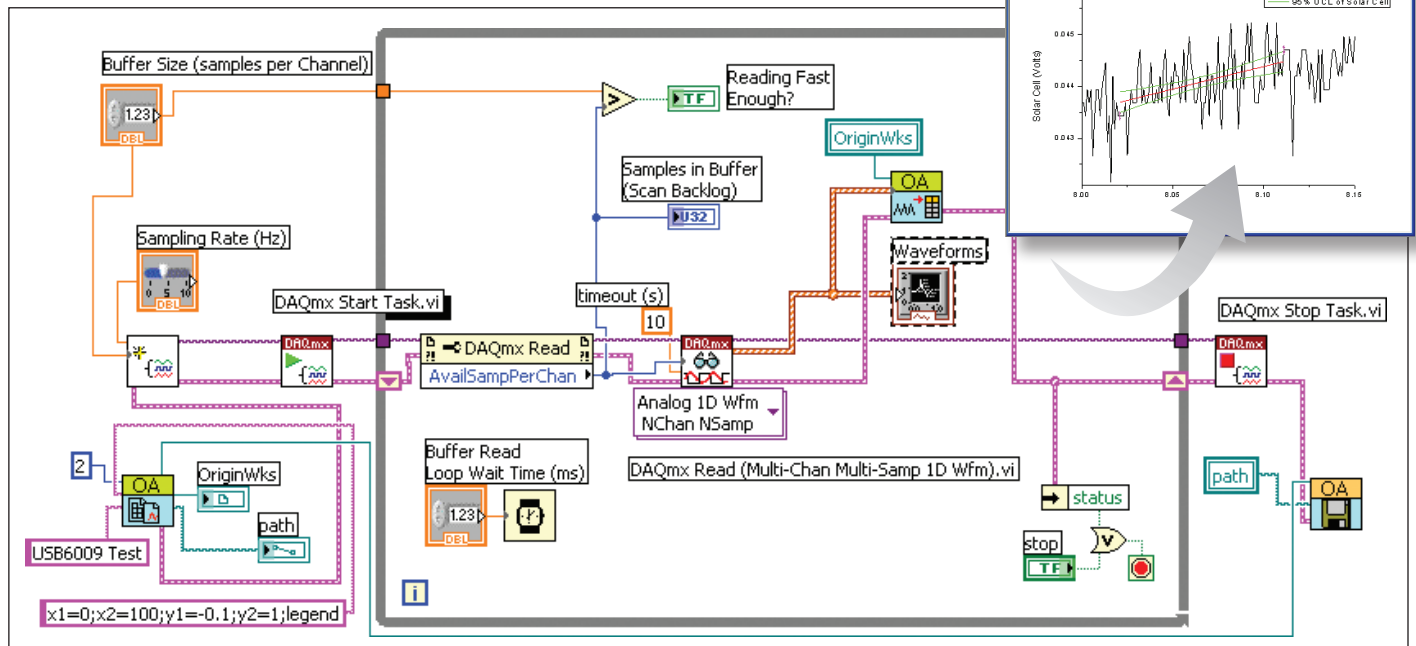 Buffer Size (samples per Channel)
1.23
DBL
Reading Fast
Enough?
>
TF
OriginWks
OA
Samples in Buffer
(Scan Backlog)
U32
Waveforms
Sampling Rate (Hz)
0 5 10
DBL
DAQmx Start Task.vi
timeout (s)
10
DAQmx
DAQmx Read
AvailSampPerChan
DAQmx
Analog 1D Wfm
NChan NSamp
DAQmx Stop Task.vi
DAQmx
Buffer Read
Loop Wait Time (ms)
1.23
DBL
DAQmx Read (Multi-Chan Multi-Samp 1D Wfm).vi
2
OA
OriginWks
path
USB6009 Test
x1=0;x2=100;y1=-0.1;y2=1;legend
i
status
stop
TF
V
path
OA
95% UCL of Solar Cell
Solar Cell (Volts)
0.045
0.044
0.043
8.00 8.05 8.10 8.15